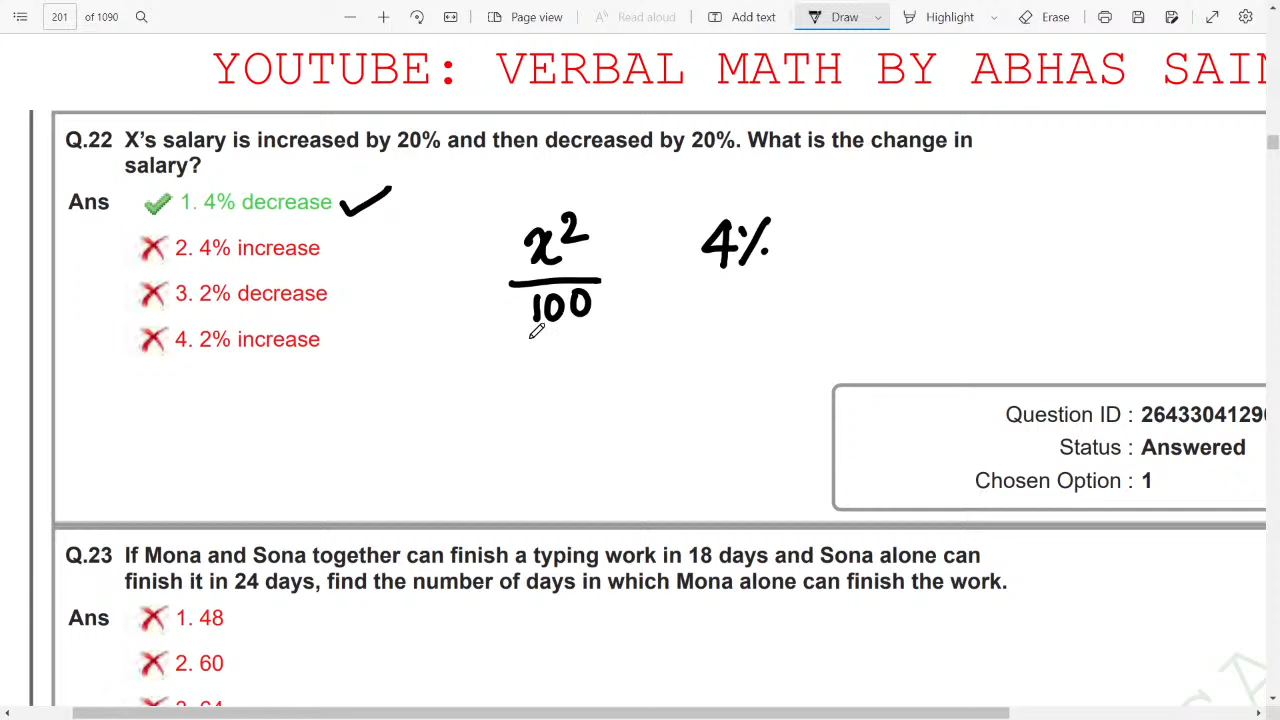 201 of 1090 Page view Read aloud Add text Draw Highlight Erase
YOUTUBE: VERBAL MATH BY ABHAS SAIN
Q.22 X's salary is increased by 20% and then decreased by 20%. What is the change in
salary?
Ans 1. 4% decrease
2. 4% increase
3. 2% decrease
4. 2% increase
x²
100
4%
Question ID : 2643304129
Status : Answered
Chosen Option : 1
Q.23 If Mona and Sona together can finish a typing work in 18 days and Sona alone can
finish it in 24 days, find the number of days in which Mona alone can finish the work.
Ans 1. 48
2. 60